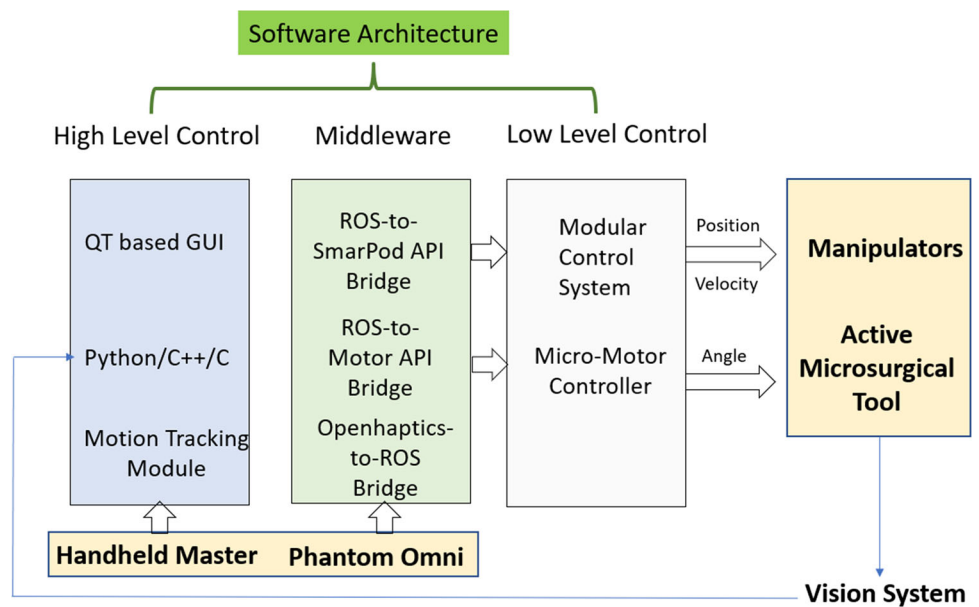 Software Architecture
High Level Control
Middleware
Low Level Control
QT based GUI
Python/C++/C
Motion Tracking
Module
ROS-to-
SmarPod API
Bridge
ROS-to-
Motor API
Bridge
Openhaptics-
to-ROS
Bridge
Modular
Control
System
Micro-Motor
Controller
Position
Velocity
Angle
Manipulators
Active
Microsurgical
Tool
Handheld Master
Phantom Omni
Vision System